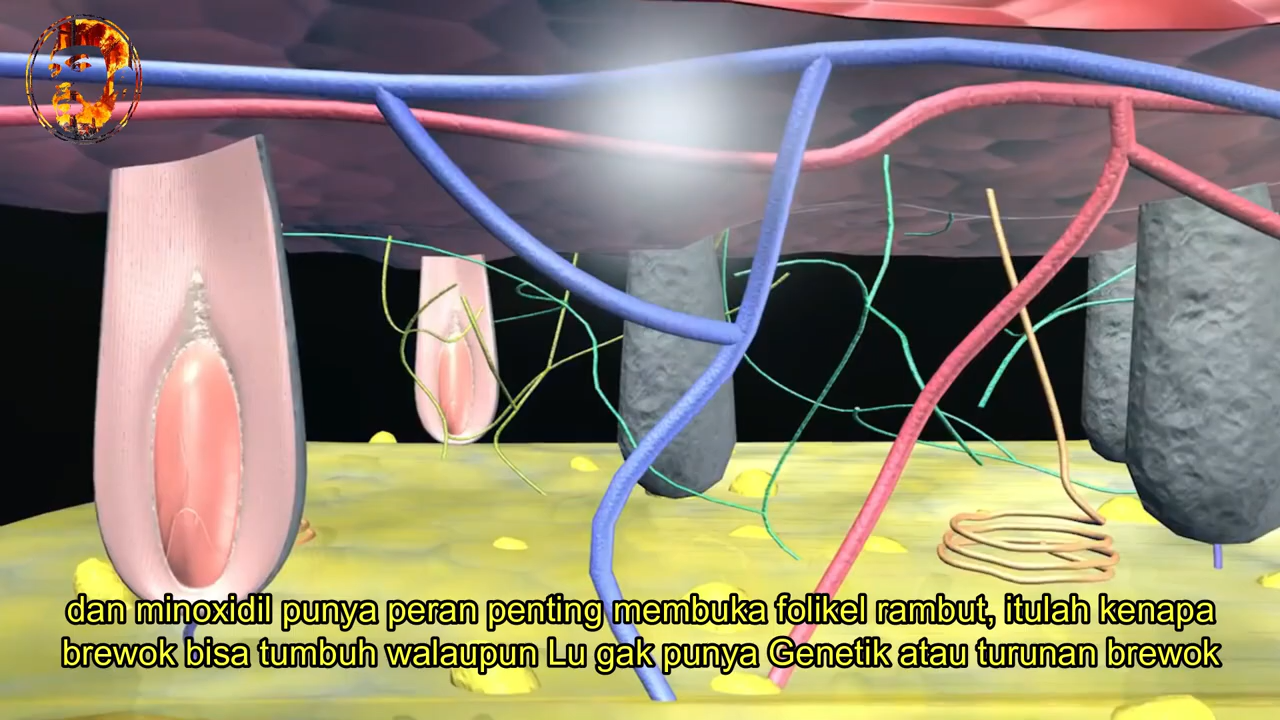 dan minoxidil punya peran penting membuka folikel rambut, itulah kenapa
brewok bisa tumbuh walaupun Lu gak punya Genetik atau turunan brewok